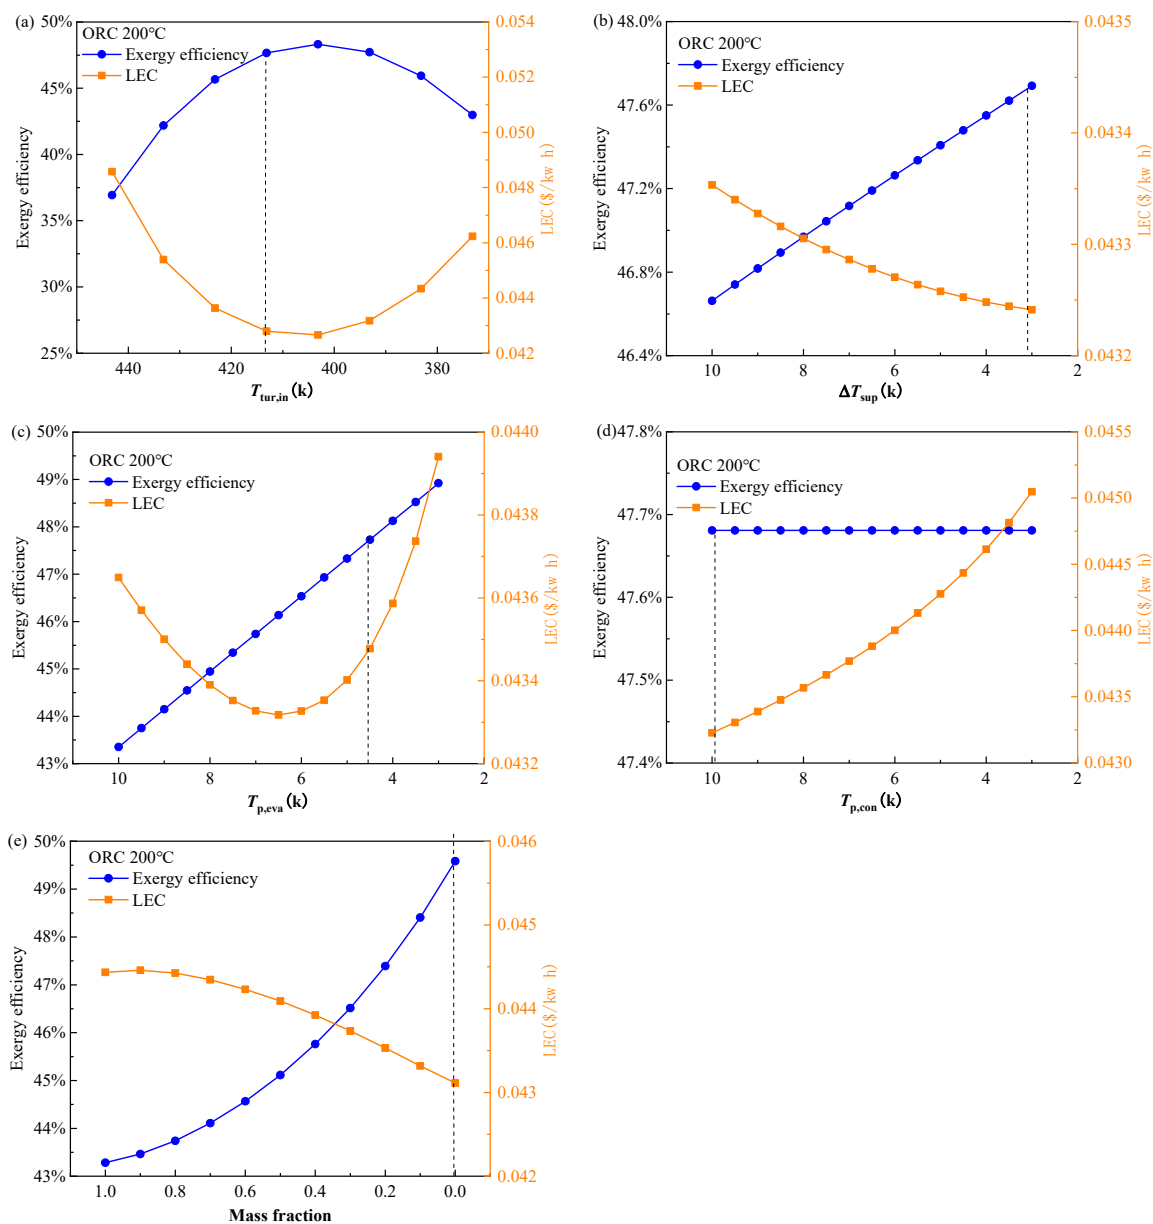 (a)
50%
45%
40%
35%
30%
25%
Exergy efficiency
ORC 200℃
Exergy efficiency
LEC
0.054
0.052
0.050
0.048
0.046
0.044
0.042
LEC($/kw h)
440
420
400
380
Ttur,in(k)
(b)
48.0%
47.6%
47.2%
46.8%
46.4%
Exergy efficiency
ORC 200℃
Exergy efficiency
LEC
0.0435
0.0434
0.0433
0.0432
LEC($/kw h)
10
8
6
4
2
ΔTsup(k)
(c)
50%
49%
48%
47%
46%
45%
44%
43%
Exergy efficiency
ORC 200℃
Exergy efficiency
LEC
0.0440
0.0438
0.0436
0.0434
0.0432
LEC($/kw h)
10
8
6
4
2
Tp,eva(k)
(d)
47.8%
47.7%
47.6%
47.5%
47.4%
Exergy efficiency
ORC 200℃
Exergy efficiency
LEC
0.0455
0.0450
0.0445
0.0440
0.0435
0.0430
LEC($/kw h)
10
8
6
4
2
Tp,con(k)
(e)
50%
49%
48%
47%
46%
45%
44%
43%
Exergy efficiency
ORC 200℃
Exergy efficiency
LEC
0.046
0.045
0.044
0.043
0.042
LEC($/kw h)
1.0
0.8
0.6
0.4
0.2
0.0
Mass fraction